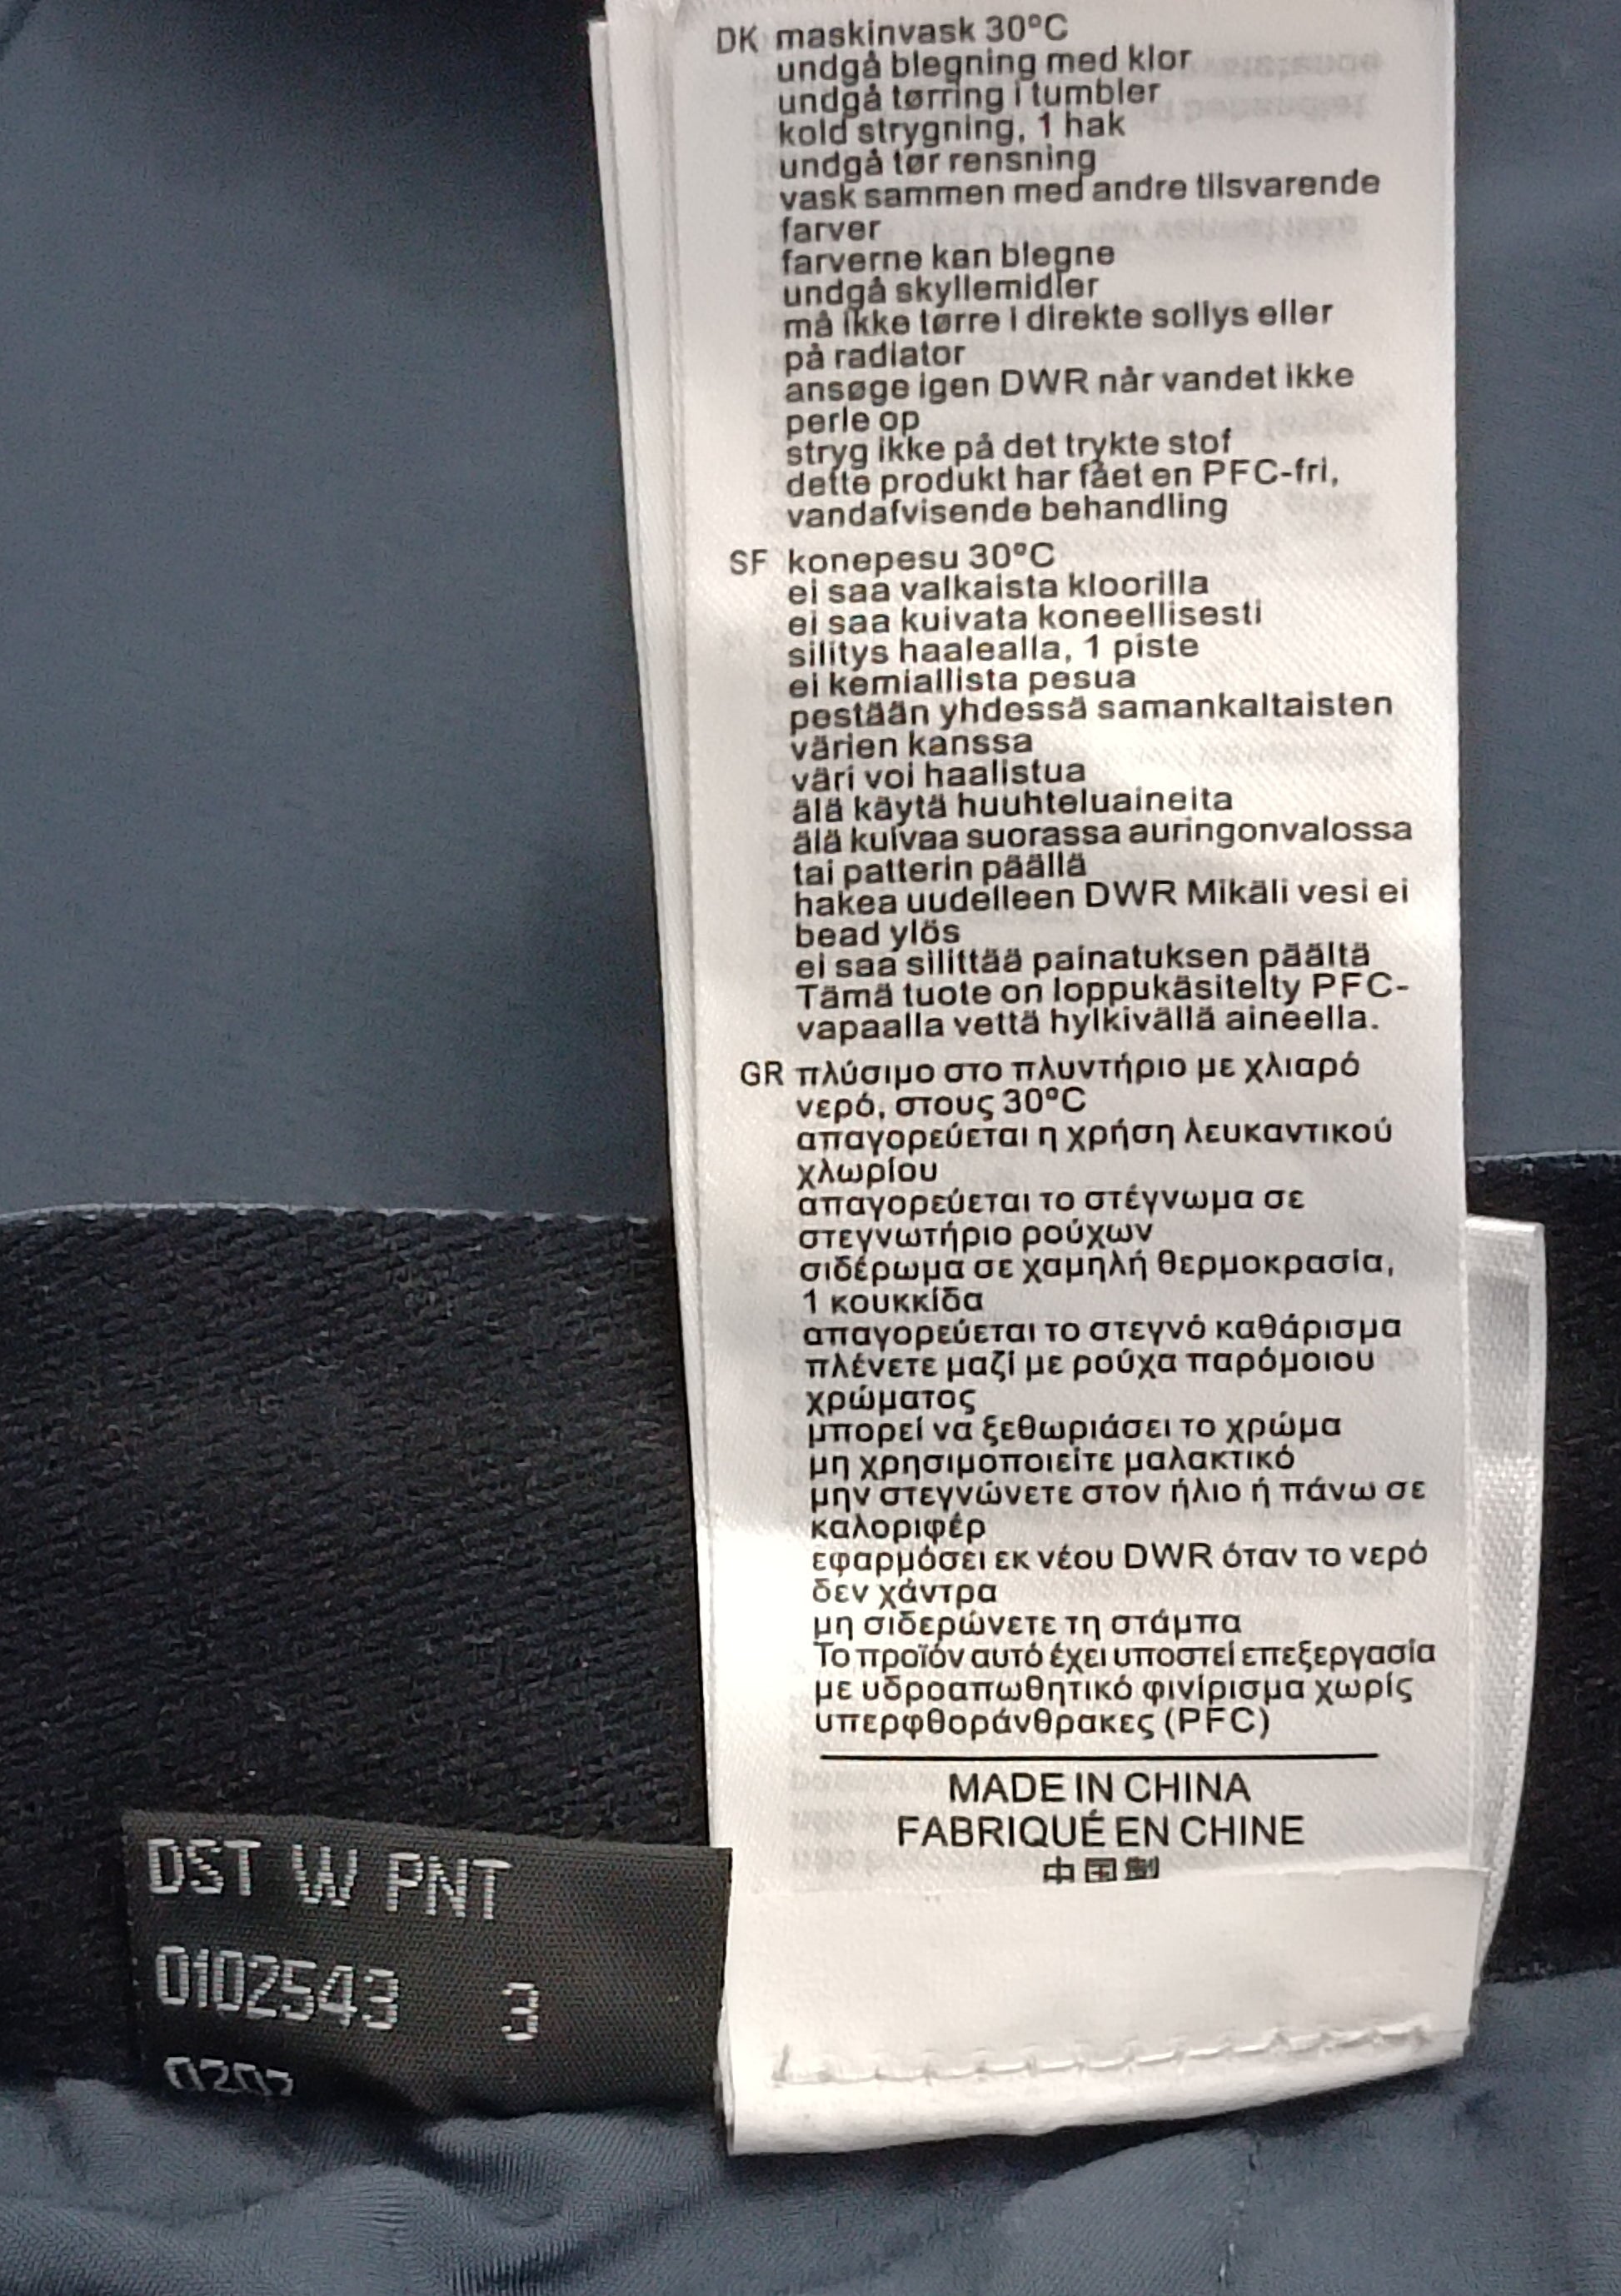 DK maskinvask 30°C
undgå blegning med klor
undgå tørring i tumbler
kold strygning, 1 hak
undgå tør rensning
vask sammen med andre tilsvarende
farver
farverne kan blegne
undgå skyllemidler
må ikke tørre i direkte sollys eller
på radiator
ansøge igen DWR når vandet ikke
perle op
stryg ikke på det trykte stof
dette produkt har fået en PFC-fri,
vandafvisende behandling
SF konepesu 30°C
ei saa valkaista kloorilla
ei saa kuivata koneellisesti
silitys haalealla, 1 piste
ei kemiallista pesua
pestään yhdessä samankaltaisten
värien kanssa
väri voi haalistua
älä käytä huuhteluaineita
älä kuivaa suorassa auringonvalossa
tai patterin päällä
hakea uudelleen DWR Mikäli vesi ei
bead ylös
ei saa silittää painatuksen päältä
Tämä tuote on loppukäsitelty PFC-
vapaalla vettä hylkivällä aineella.
GR πλύσιμο στο πλυντήριο με χλιαρό
νερό, στους 30°C
απαγορεύεται η χρήση λευκαντικού
χλωρίου
απαγορεύεται το στέγνωμα σε
στεγνωτήριο ρούχων
σιδέρωμα σε χαμηλή θερμοκρασία,
1 κουκκίδα
απαγορεύεται το στεγνό καθάρισμα
πλένετε μαζί με ρούχα παρόμοιου
χρώματος
μπορεί να ξεθωριάσει το χρώμα
μη χρησιμοποιείτε μαλακτικό
μην στεγνώνετε στον ήλιο ή πάνω σε
καλοριφέρ
εφαρμόσει εκ νέου DWR όταν το νερό
δεν χάντρα
μη σιδερώνετε τη στάμπα
Το προϊόν αυτό έχει υποστεί επεξεργασία
με υδροαπωθητικό φινίρισμα χωρίς
υπερφθοράνθρακες (PFC)
MADE IN CHINA
FABRIQUÉ EN CHINE
中国制
DST W PNT
0102543 3